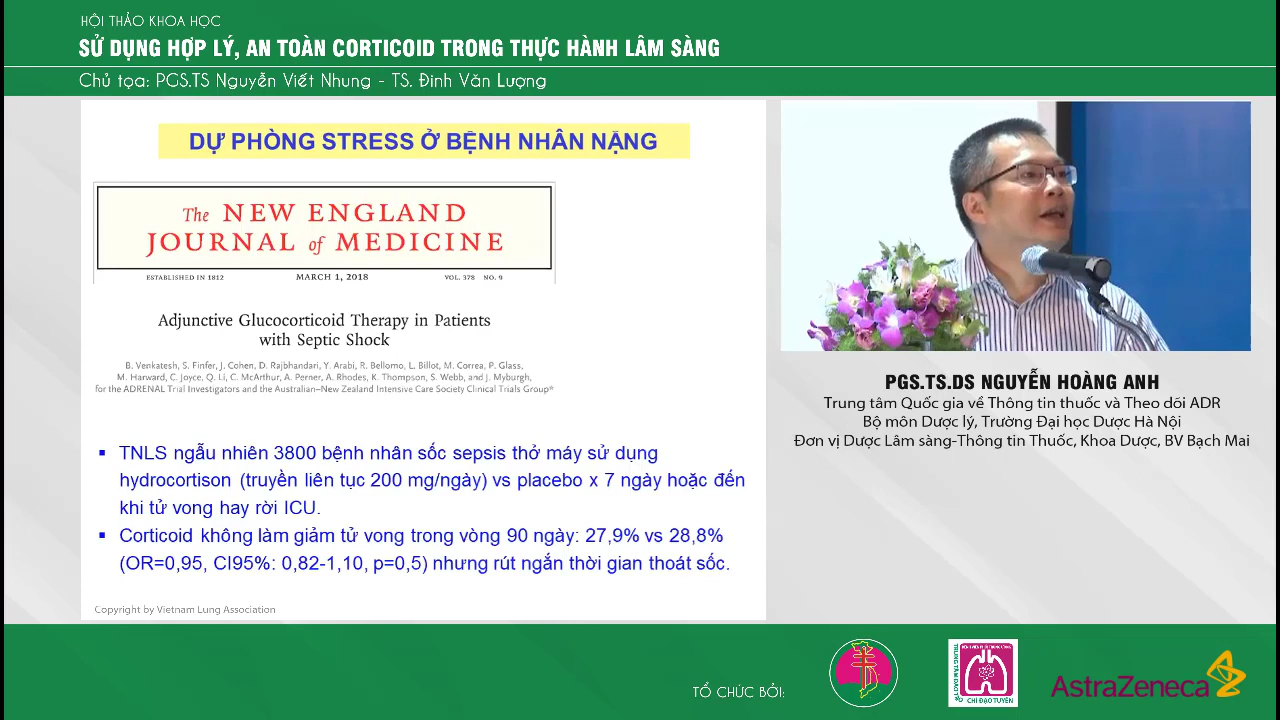 HỘI THẢO KHOA HỌC
SỬ DỤNG HỢP LÝ, AN TOÀN CORTICOID TRONG THỰC HÀNH LÂM SÀNG
Chủ tọa: PGS.TS Nguyễn Viết Nhung - TS. Đinh Văn Lượng
DỰ PHÒNG STRESS Ở BỆNH NHÂN NẶNG
The NEW ENGLAND
JOURNAL of MEDICINE
ESTABLISHED IN 1812 MARCH 1, 2018 VOL. 378 NO. 9
Adjunctive Glucocorticoid Therapy in Patients
with Septic Shock
B. Venkatesh, S. Finfer, J. Cohen, D. Rajbhandari, Y. Arabi, R. Bellomo, L. Billot, M. Correa, P. Glass,
M. Harward, C. Joyce, Q. Li, C. McArthur, A. Perner, A. Rhodes, K. Thompson, S. Webb, and J. Myburgh,
for the ADRENAL Trial Investigators and the Australian–New Zealand Intensive Care Society Clinical Trials Group*
▪ TNLS ngẫu nhiên 3800 bệnh nhân sốc sepsis thở máy sử dụng
hydrocortison (truyền liên tục 200 mg/ngày) vs placebo x 7 ngày hoặc đến
khi tử vong hay rời ICU.
▪ Corticoid không làm giảm tử vong trong vòng 90 ngày: 27,9% vs 28,8%
(OR=0,95, CI95%: 0,82-1,10, p=0,5) nhưng rút ngắn thời gian thoát sốc.
Copyright by Vietnam Lung Association
PGS.TS.DS NGUYỄN HOÀNG ANH
Trung tâm Quốc gia về Thông tin thuốc và Theo dõi ADR
Bộ môn Dược lý, Trường Đại học Dược Hà Nội
Đơn vị Dược Lâm sàng-Thông tin Thuốc, Khoa Dược, BV Bạch Mai
TỔ CHỨC BỞI:
CHỈ ĐẠO TUYẾN
AstraZeneca